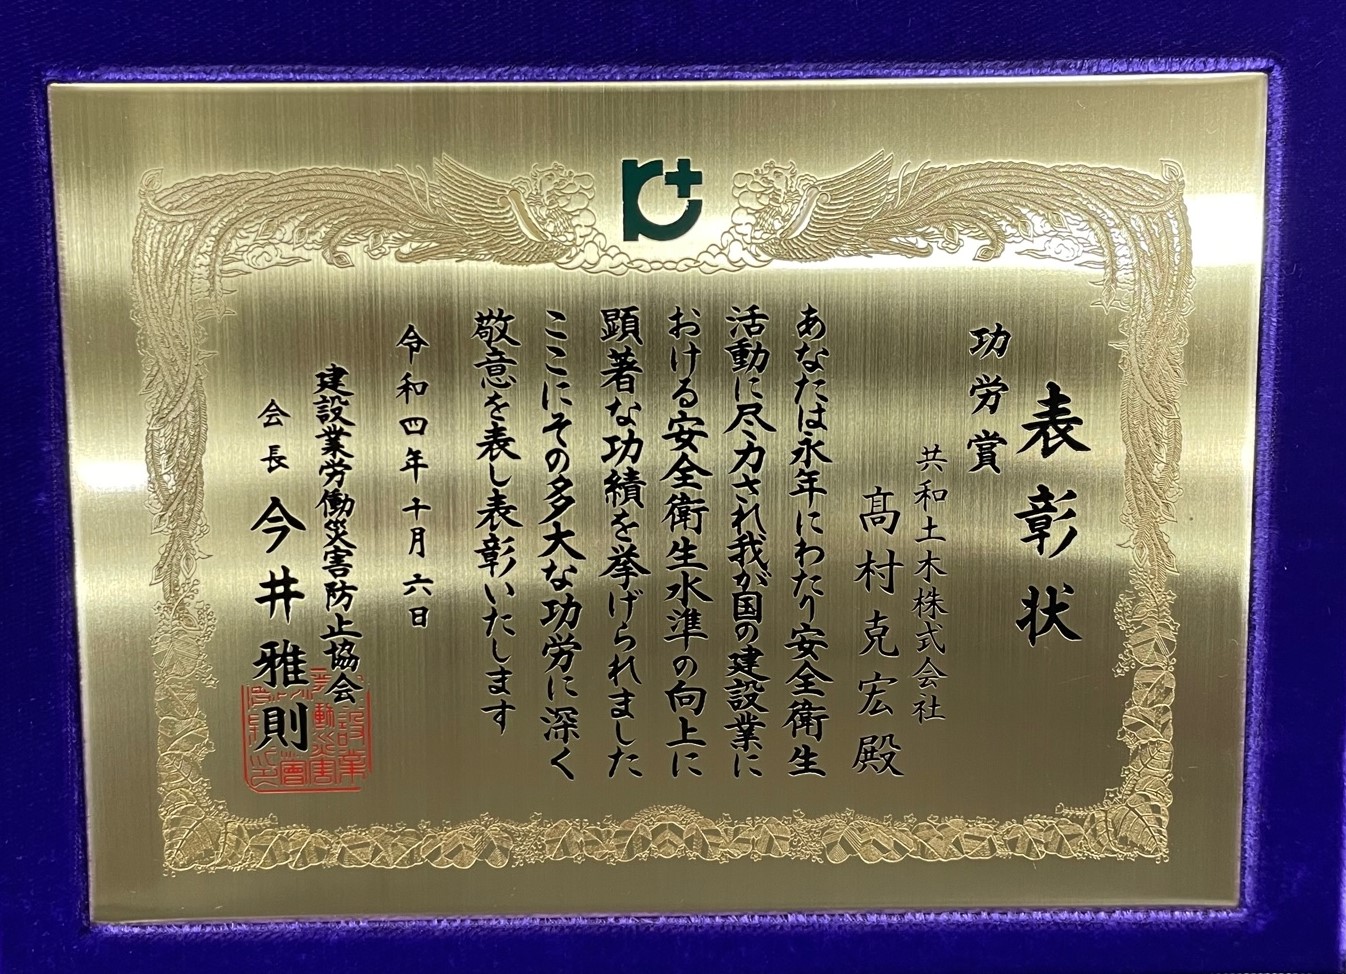 表彰状
功労賞
共和土木株式会社
髙村克宏殿
あなたは永年にわたり安全衛生
活動に尽力され我が国の建設業に
おける安全衛生水準の向上に
顕著な功績を挙げられました
ここにその多大な功労に深く
敬意を表し表彰いたします
令和四年十月六日
建設業労働災害防止協会
会長 今井雅則